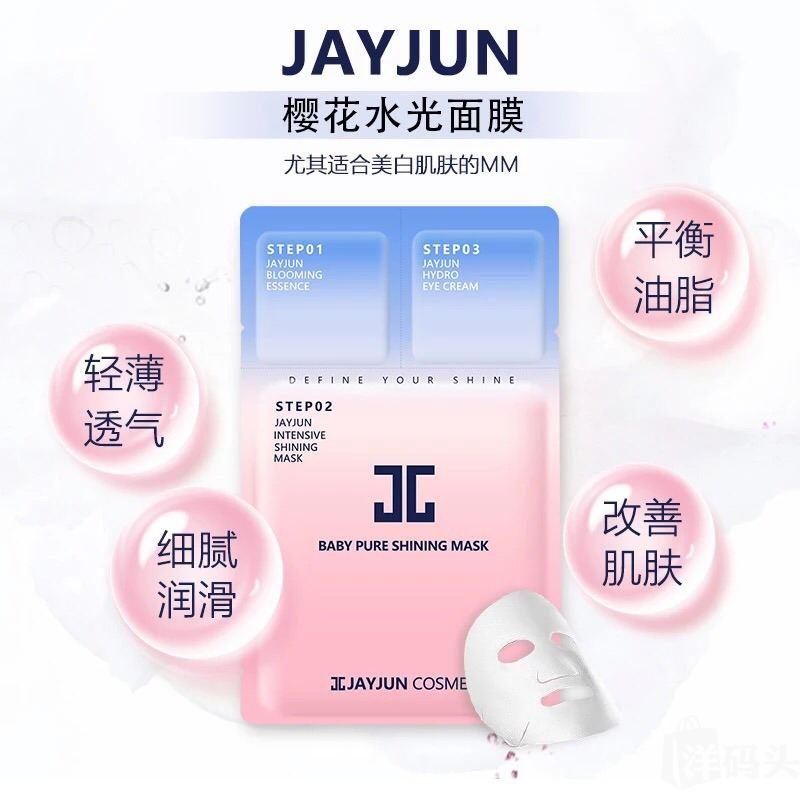 JAYJUN
樱花水光面膜
尤其适合美白肌肤的MM
STEP01
JAYJUN
BLOOMING
ESSENCE
STEP03
JAYJUN
HYDRO
EYE CREAM
平衡
油脂
DEFINE YOUR SHINE
轻薄
透气
STEP02
JAYJUN
INTENSIVE
SHINING
MASK
BABY PURE SHINING MASK
改善
肌肤
细腻
润滑
JAYJUN COSME
洋码头